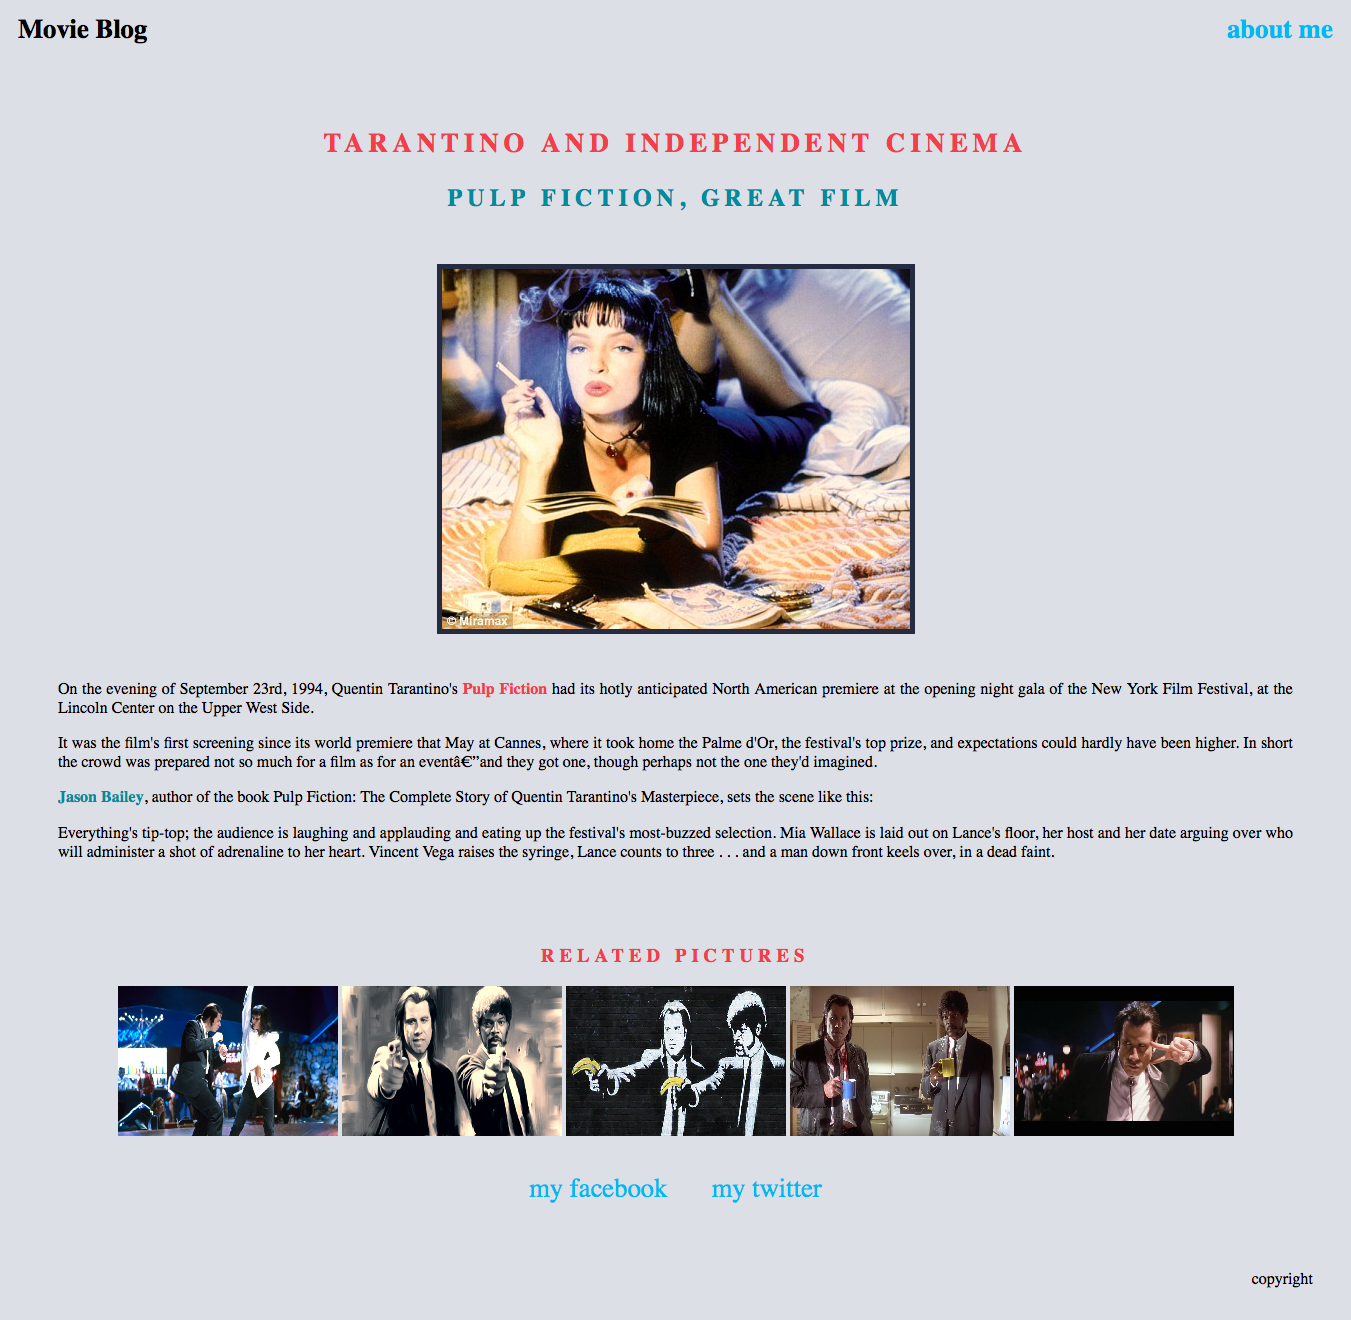 Movie Blog
about me
TARANTINO AND INDEPENDENT CINEMA
PULP FICTION, GREAT FILM
© Miramax
On the evening of September 23rd, 1994, Quentin Tarantino's Pulp Fiction had its hotly anticipated North American premiere at the opening night gala of the New York Film Festival, at the
Lincoln Center on the Upper West Side.
It was the film's first screening since its world premiere that May at Cannes, where it took home the Palme d'Or, the festival's top prize, and expectations could hardly have been higher. In short
the crowd was prepared not so much for a film as for an eventâ€”and they got one, though perhaps not the one they'd imagined.
Jason Bailey, author of the book Pulp Fiction: The Complete Story of Quentin Tarantino's Masterpiece, sets the scene like this:
Everything's tip-top; the audience is laughing and applauding and eating up the festival's most-buzzed selection. Mia Wallace is laid out on Lance's floor, her host and her date arguing over who
will administer a shot of adrenaline to her heart. Vincent Vega raises the syringe, Lance counts to three . . . and a man down front keels over, in a dead faint.
RELATED PICTURES
my facebook
my twitter
copyright